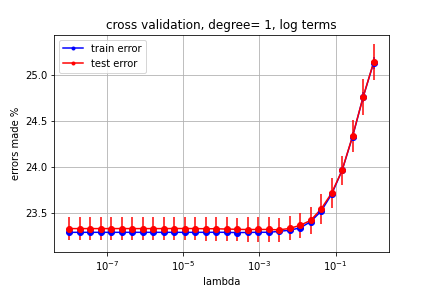 cross validation, degree= 1, log terms
train error
test error
errors made %
25.0
24.5
24.0
23.5
10⁻⁷
10⁻⁵
10⁻³
10⁻¹
lambda